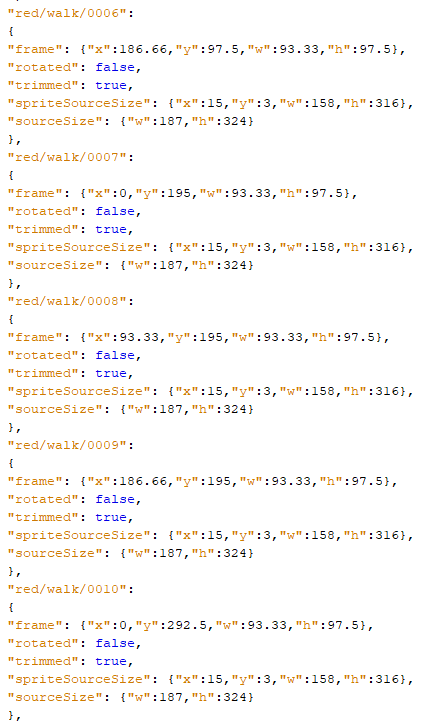 "red/walk/0006":
{
"frame": {"x":186.66,"y":97.5,"w":93.33,"h":97.5},
"rotated": false,
"trimmed": true,
"spriteSourceSize": {"x":15,"y":3,"w":158,"h":316},
"sourceSize": {"w":187,"h":324}
},
"red/walk/0007":
{
"frame": {"x":0,"y":195,"w":93.33,"h":97.5},
"rotated": false,
"trimmed": true,
"spriteSourceSize": {"x":15,"y":3,"w":158,"h":316},
"sourceSize": {"w":187,"h":324}
},
"red/walk/0008":
{
"frame": {"x":93.33,"y":195,"w":93.33,"h":97.5},
"rotated": false,
"trimmed": true,
"spriteSourceSize": {"x":15,"y":3,"w":158,"h":316},
"sourceSize": {"w":187,"h":324}
},
"red/walk/0009":
{
"frame": {"x":186.66,"y":195,"w":93.33,"h":97.5},
"rotated": false,
"trimmed": true,
"spriteSourceSize": {"x":15,"y":3,"w":158,"h":316},
"sourceSize": {"w":187,"h":324}
},
"red/walk/0010":
{
"frame": {"x":0,"y":292.5,"w":93.33,"h":97.5},
"rotated": false,
"trimmed": true,
"spriteSourceSize": {"x":15,"y":3,"w":158,"h":316},
"sourceSize": {"w":187,"h":324}
},